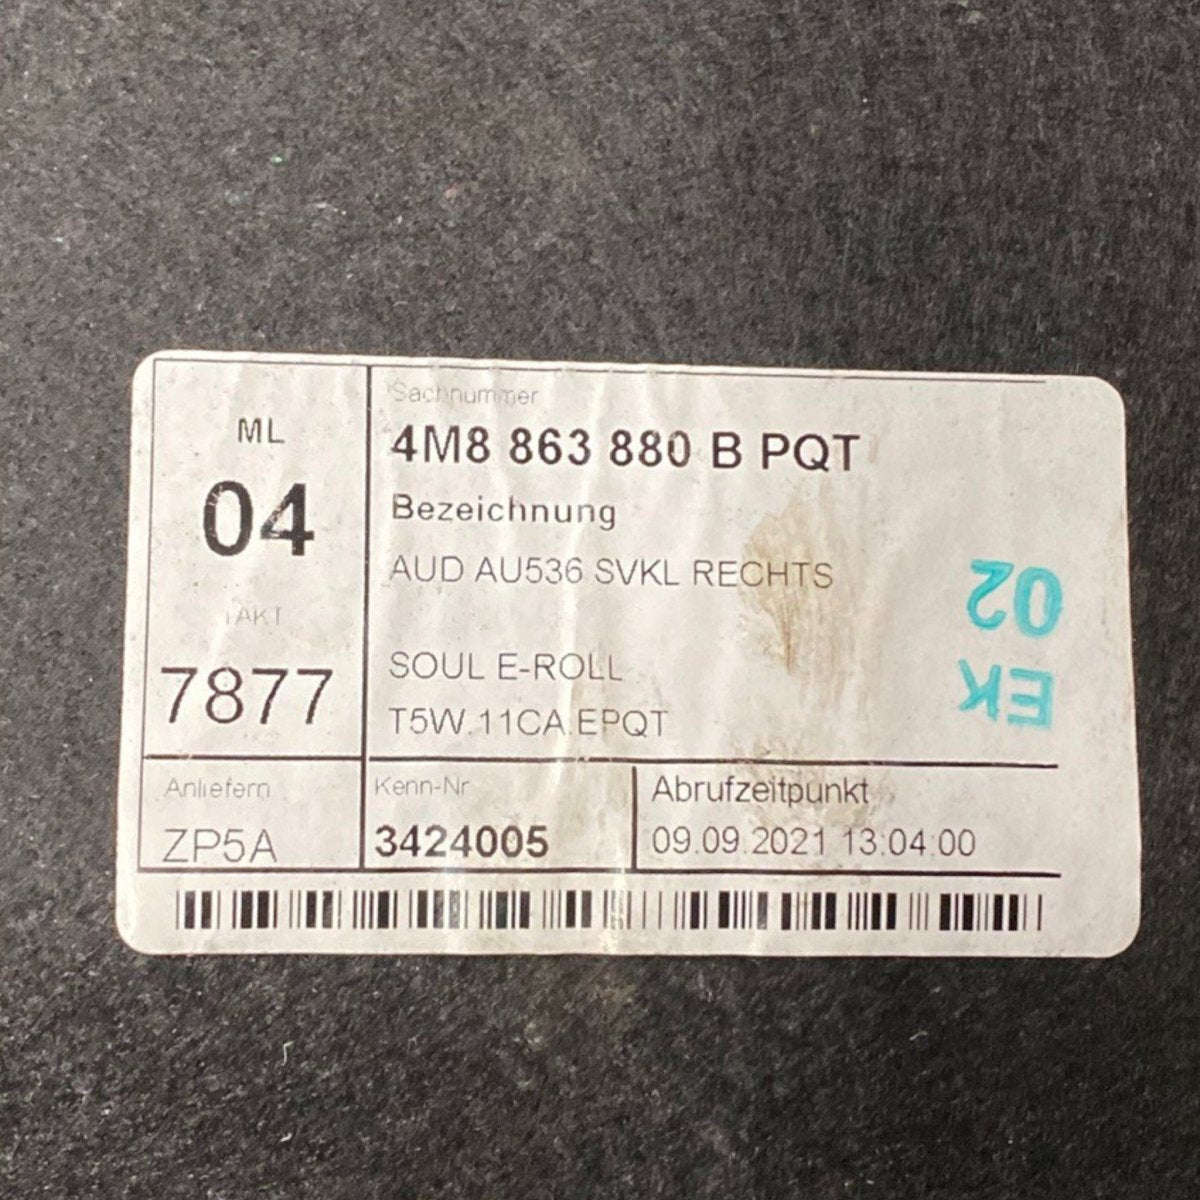 ML
04
TAKT
7877
Sachnummer
4M8 863 880 B PQT
Bezeichnung
AUD AU536 SVKL RECHTS
SOUL E-ROLL
T5W.11CA.EPQT
Anliefern
ZP5A
Kenn-Nr
3424005
Abrufzeitpunkt
09.09.2021 13:04:00
EK
02